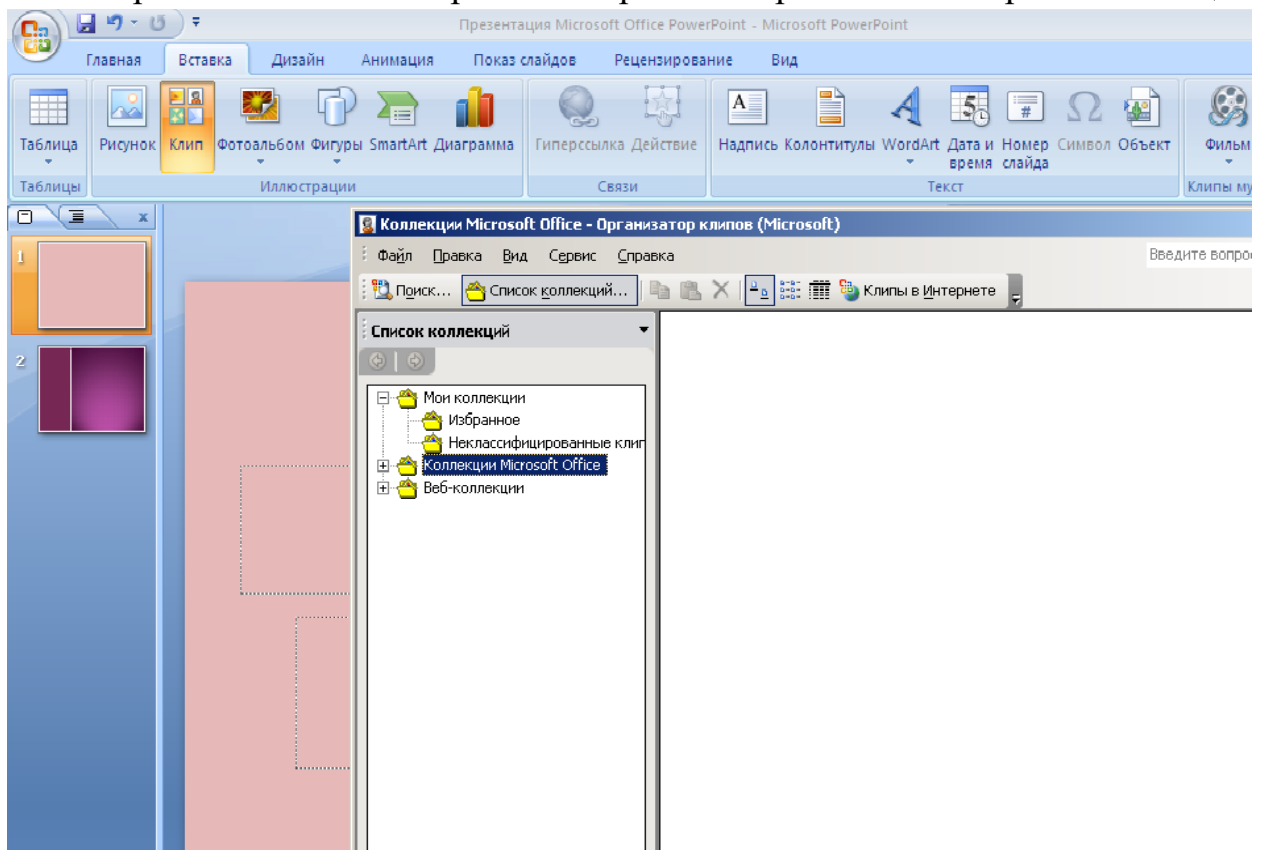 Презентация Microsoft Office PowerPoint - Microsoft PowerPoint
Главная Вставка Дизайн Анимация Показ слайдов Рецензирование Вид
Таблица Рисунок Клип Фотоальбом Фигуры SmartArt Диаграмма Гиперссылка Действие Надпись Колонтитулы WordArt Дата и время Номер слайда Символ Объект Фильм
Таблицы Иллюстрации Связи Текст Клипы
Коллекции Microsoft Office - Организатор клипов (Microsoft)
Файл Правка Вид Сервис Справка Введите
Поиск... Список коллекций... Клипы в Интернете
Список коллекций
1
2
Мои коллекции
Избранное
Неклассифицированные клип
Коллекции Microsoft Office
Веб-коллекции